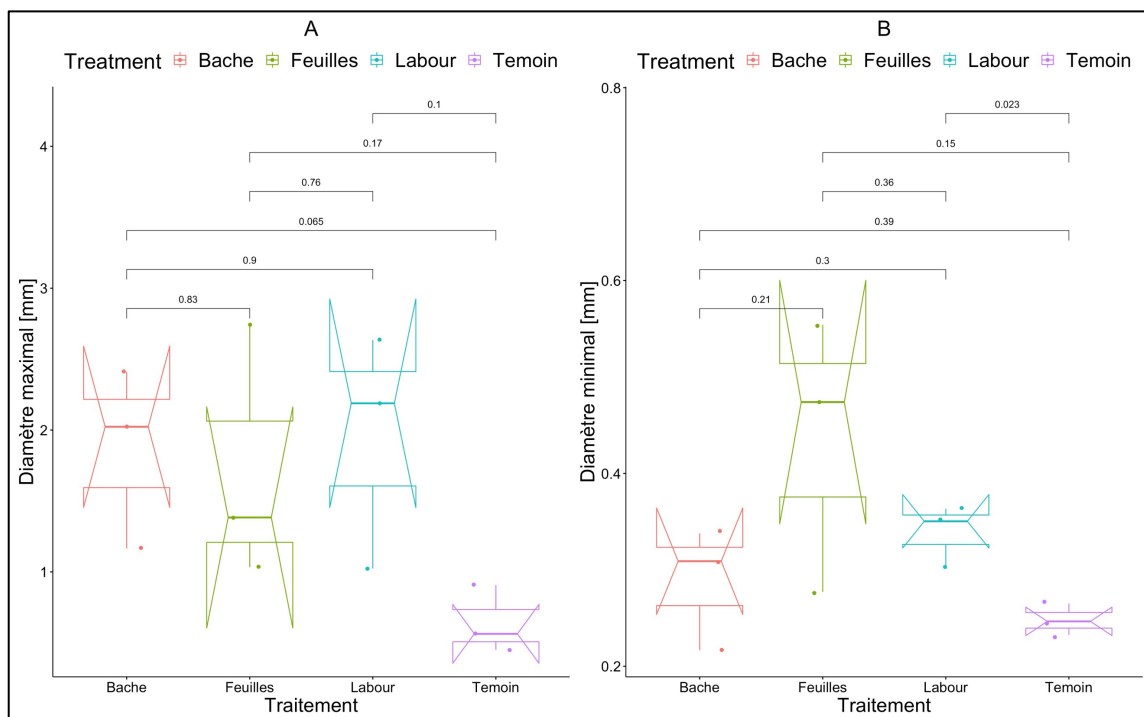 A
Treatment Bache Feuilles Labour Temoin
Diamètre maximal [mm]
4
3
2
1
0.1
0.17
0.76
0.065
0.9
0.83
Bache Feuilles Labour Temoin
Traitement
B
Treatment Bache Feuilles Labour Temoin
Diamètre minimal [mm]
0.8
0.6
0.4
0.2
0.023
0.15
0.36
0.39
0.3
0.21
Bache Feuilles Labour Temoin
Traitement